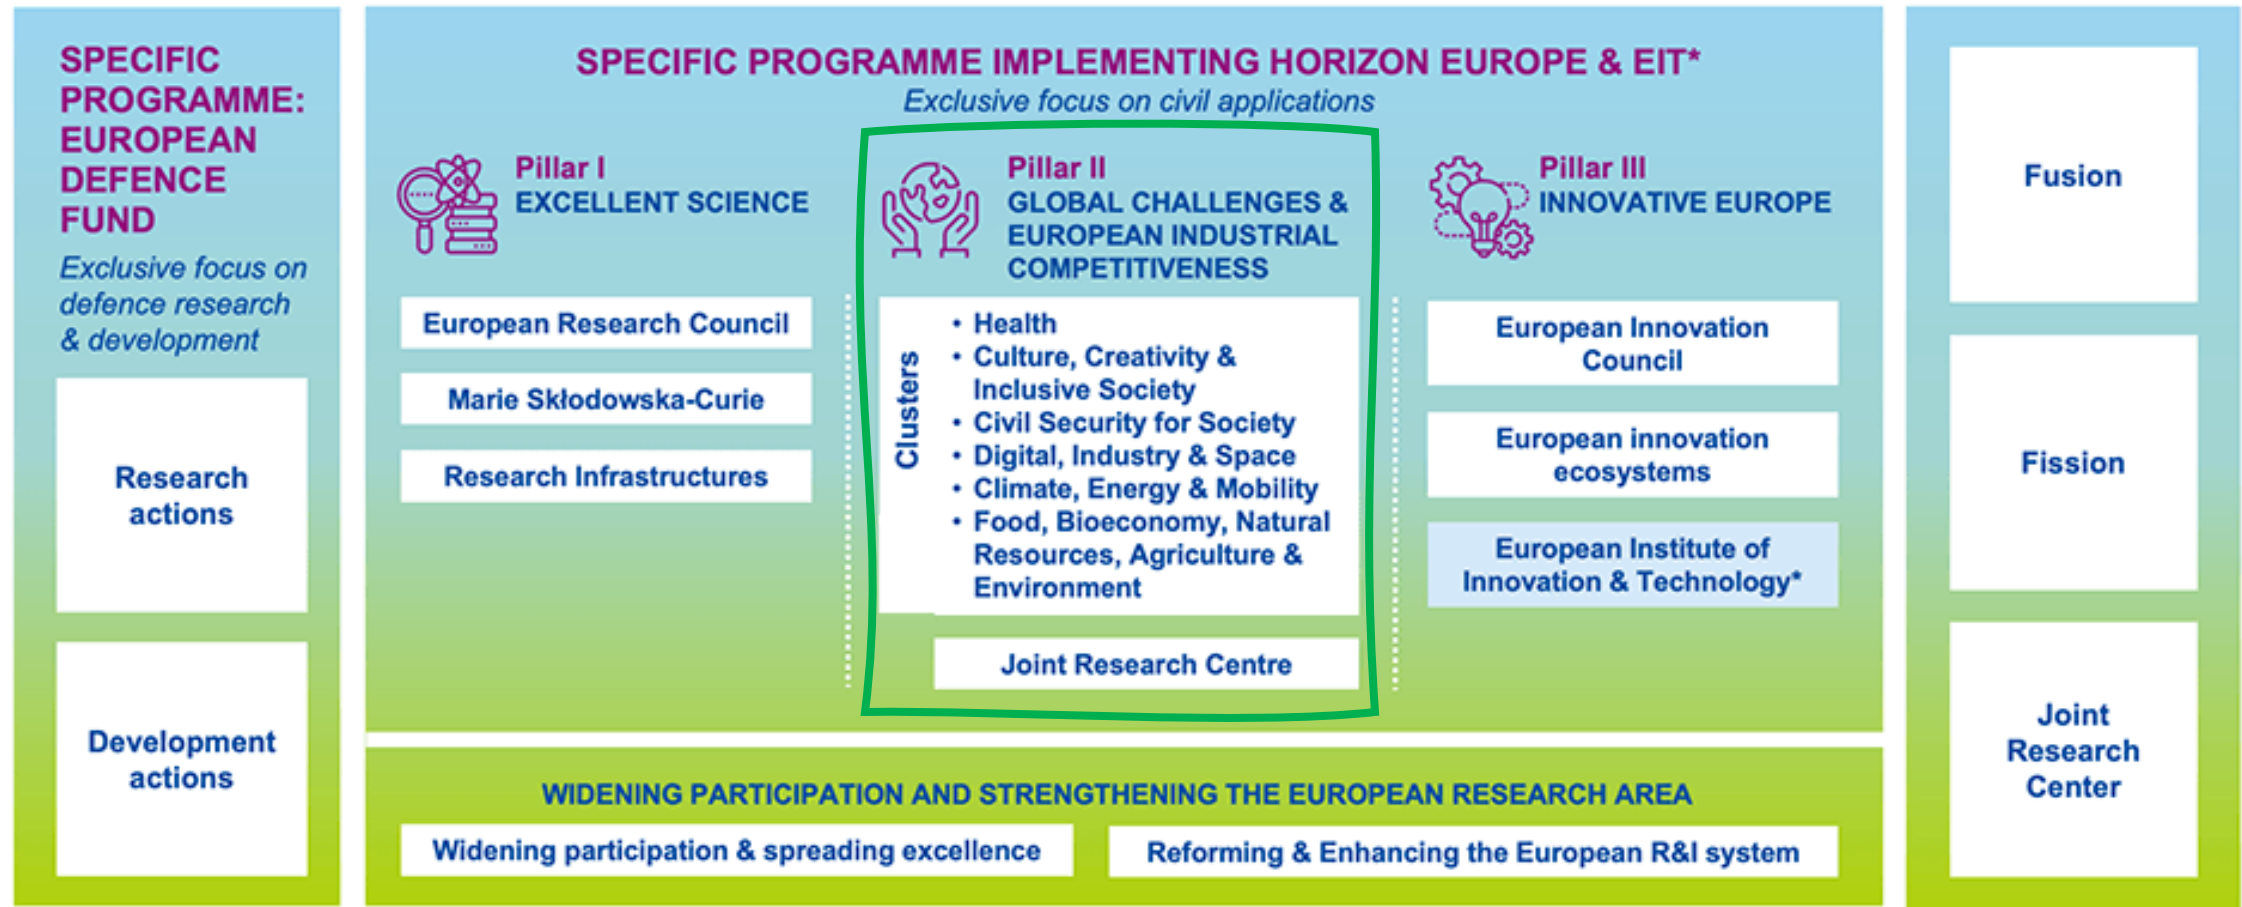 SPECIFIC
PROGRAMME:
EUROPEAN
DEFENCE
FUND
Exclusive focus on
defence research
& development
Research
actions
Development
actions
SPECIFIC PROGRAMME IMPLEMENTING HORIZON EUROPE & EIT*
Exclusive focus on civil applications
Pillar I
EXCELLENT SCIENCE
European Research Council
Marie Skłodowska-Curie
Research Infrastructures
Pillar II
GLOBAL CHALLENGES &
EUROPEAN INDUSTRIAL
COMPETITIVENESS
Clusters
• Health
• Culture, Creativity &
Inclusive Society
• Civil Security for Society
• Digital, Industry & Space
• Climate, Energy & Mobility
• Food, Bioeconomy, Natural
Resources, Agriculture &
Environment
Joint Research Centre
Pillar III
INNOVATIVE EUROPE
European Innovation
Council
European innovation
ecosystems
European Institute of
Innovation & Technology*
WIDENING PARTICIPATION AND STRENGTHENING THE EUROPEAN RESEARCH AREA
Widening participation & spreading excellence
Reforming & Enhancing the European R&I system
Fusion
Fission
Joint
Research
Center